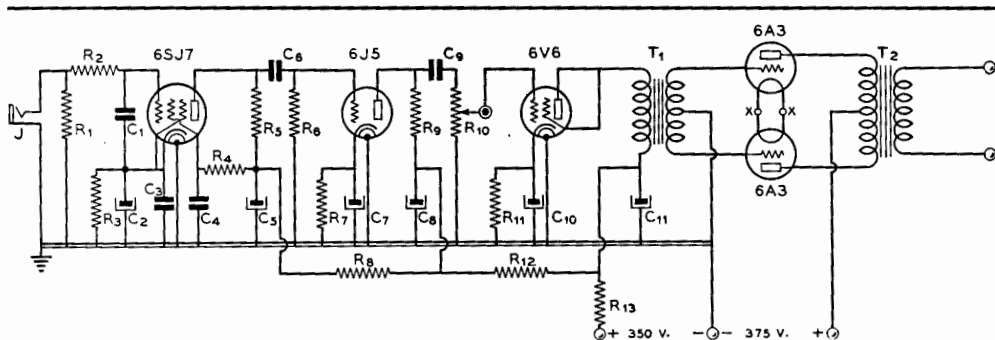 6SJ7
6J5
6V6
6A3
R2
C6
C9
T1
T2
J
R1
C1
R5
R6
R9
R10
X
X
R4
C3
R3
C2
C4
C5
R7
C7
C8
R11
C10
C11
6A3
R8
R12
R13
+ 350 V. - - 375 V. +